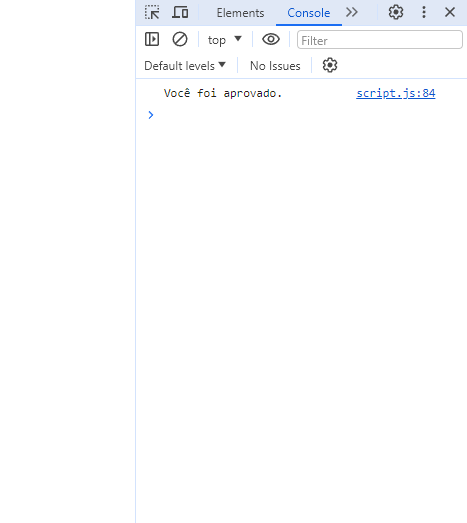 Elements Console
top Filter
Default levels No Issues
Você foi aprovado. script.js:84